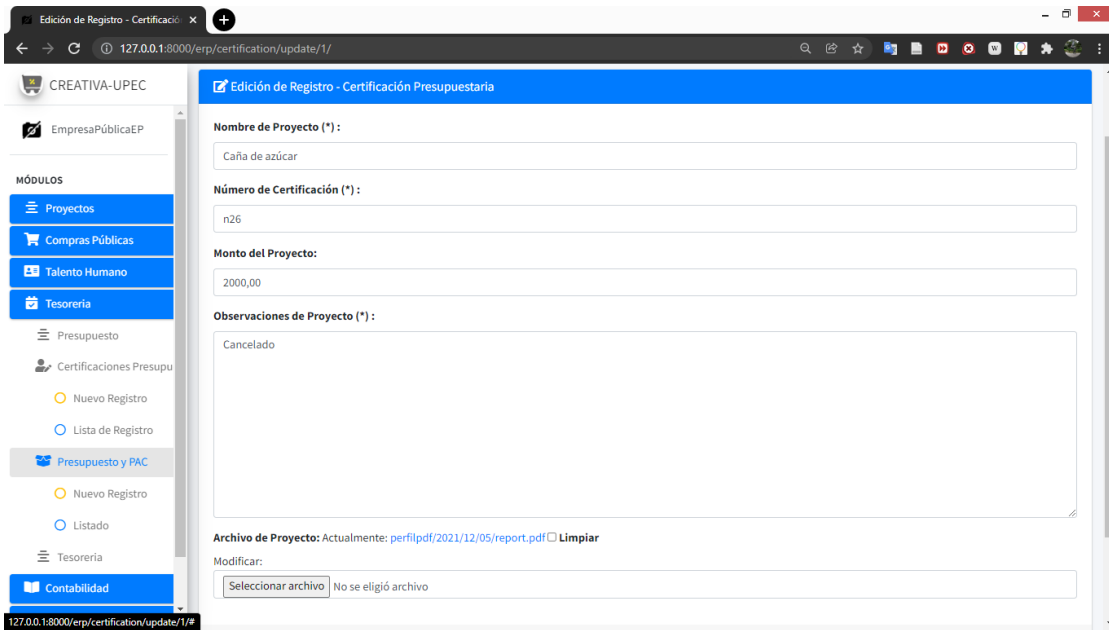 Edición de Registro - Certificació
127.0.0.1:8000/erp/certification/update/1/
CREATIVA-UPEC
EmpresaPúblicaEP
MÓDULOS
Proyectos
Compras Públicas
Talento Humano
Tesoreria
Presupuesto
Certificaciones Presupu
Nuevo Registro
Lista de Registro
Presupuesto y PAC
Nuevo Registro
Listado
Tesoreria
Contabilidad
127.0.0.1:8000/erp/certification/update/1/#
Edición de Registro - Certificación Presupuestaria
Nombre de Proyecto (*) :
Caña de azúcar
Número de Certificación (*) :
n26
Monto del Proyecto:
2000,00
Observaciones de Proyecto (*) :
Cancelado
Archivo de Proyecto: Actualmente: perfilpdf/2021/12/05/report.pdf Limpiar
Modificar:
Seleccionar archivo No se eligió archivo